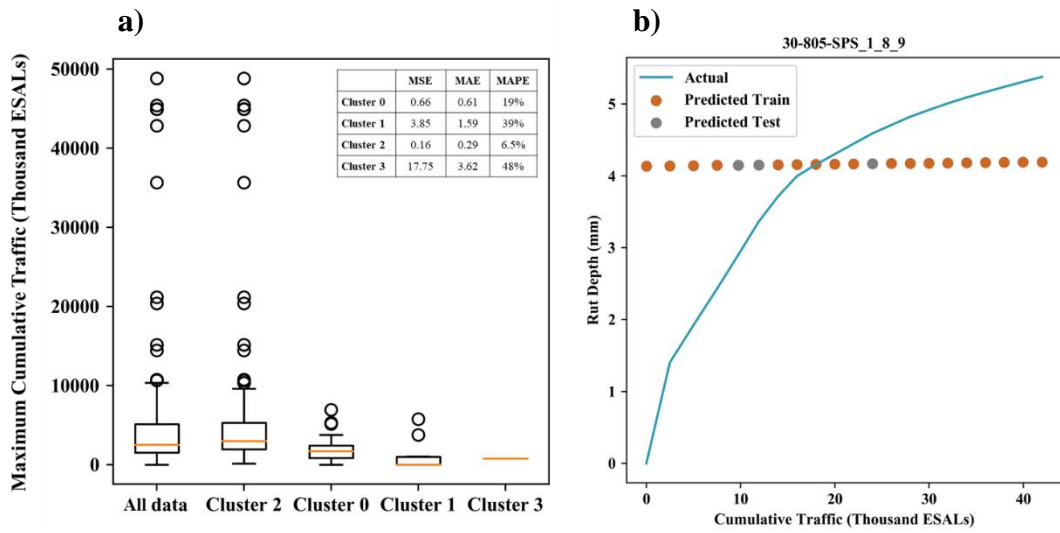 a)
Maximum Cumulative Traffic (Thousand ESALs)
50000
40000
30000
20000
10000
0
MSE MAE MAPE
Cluster 0 0.66 0.61 19%
Cluster 1 3.85 1.59 39%
Cluster 2 0.16 0.29 6.5%
Cluster 3 17.75 3.62 48%
All data Cluster 2 Cluster 0 Cluster 1 Cluster 3
b)
30-805-SPS_1_8_9
Actual
Predicted Train
Predicted Test
Rut Depth (mm)
5
4
3
2
1
0
0 10 20 30 40
Cumulative Traffic (Thousand ESALs)